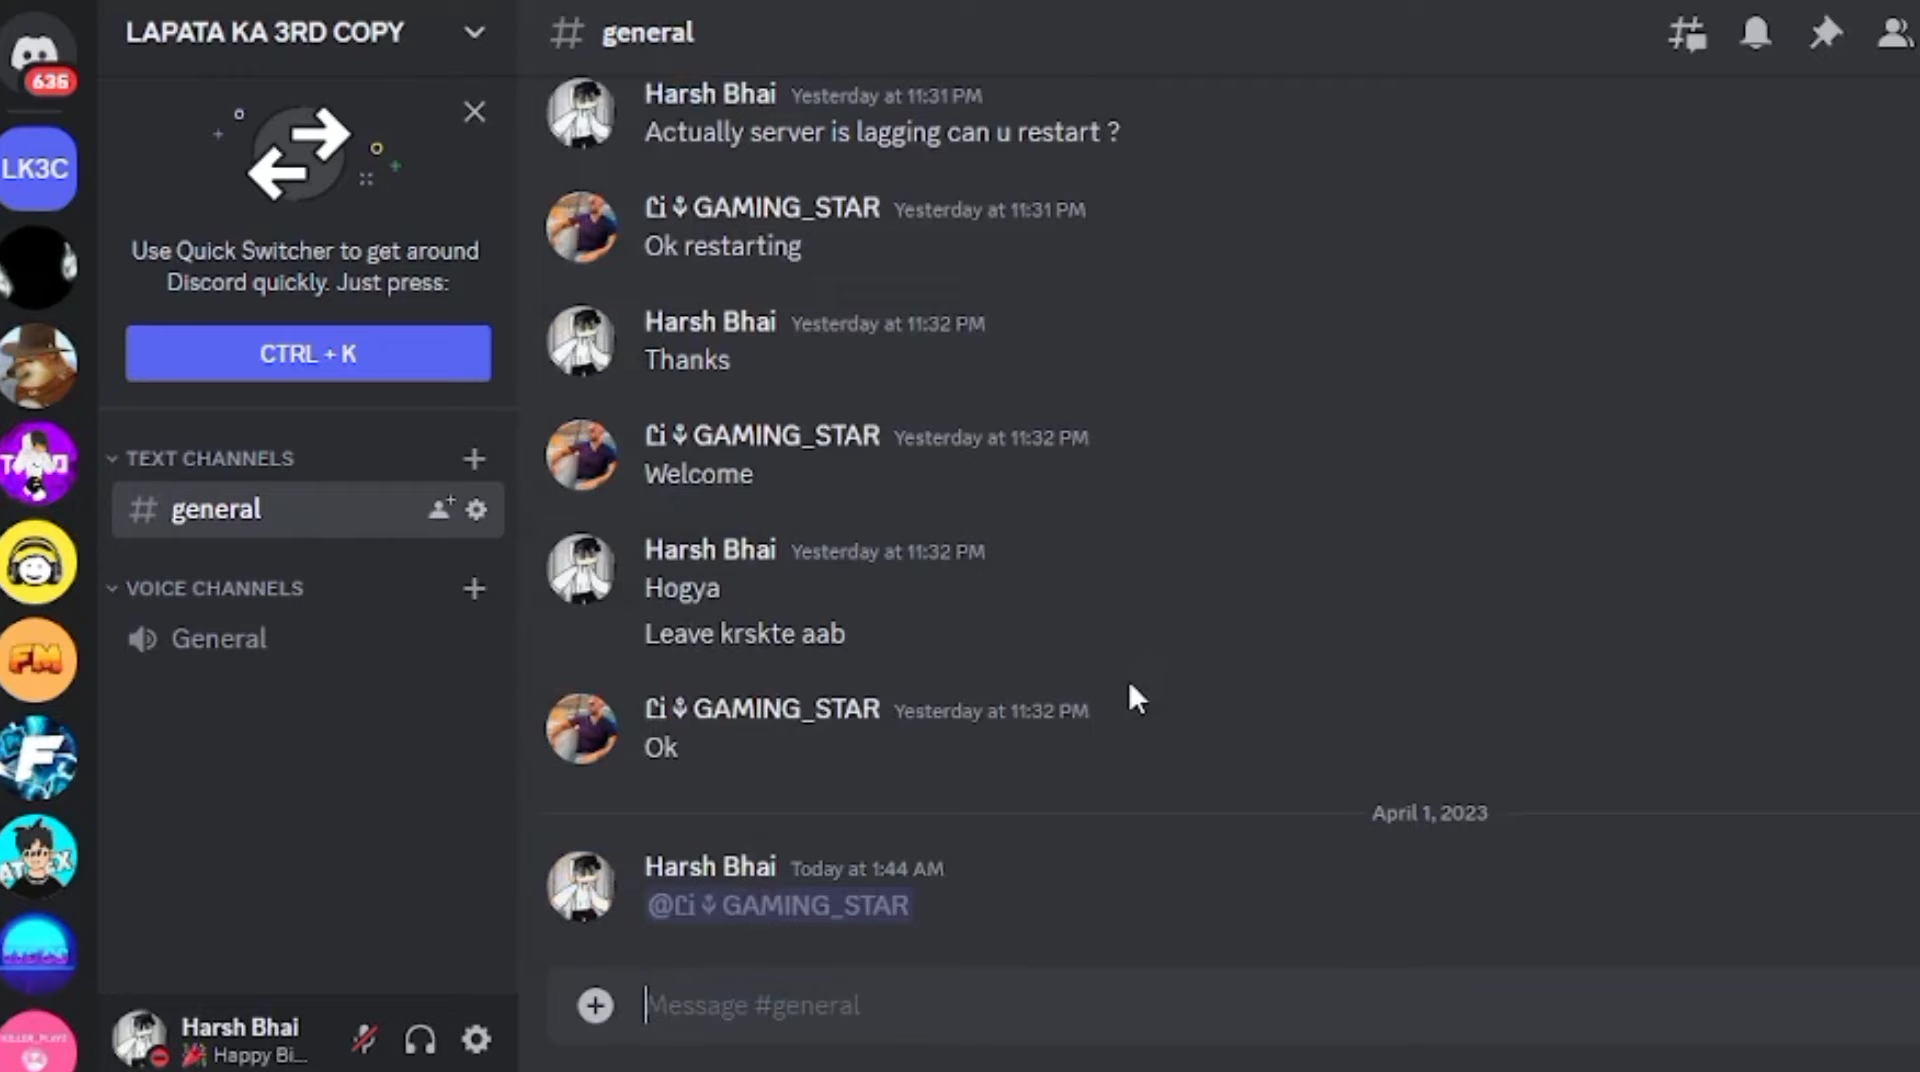 LAPATA KA 3RD COPY
635
LK3C
Use Quick Switcher to get around
Discord quickly. Just press:
CTRL + K
TEXT CHANNELS
general
VOICE CHANNELS
General
FM
F
Harsh Bhai
Happy Bi...
# general
Harsh Bhai Yesterday at 11:31 PM
Actually server is lagging can u restart ?
GAMING_STAR Yesterday at 11:31 PM
Ok restarting
Harsh Bhai Yesterday at 11:32 PM
Thanks
GAMING_STAR Yesterday at 11:32 PM
Welcome
Harsh Bhai Yesterday at 11:32 PM
Hogya
Leave krskte aab
GAMING_STAR Yesterday at 11:32 PM
Ok
April 1, 2023
Harsh Bhai Today at 1:44 AM
GAMING_STAR
Message #general